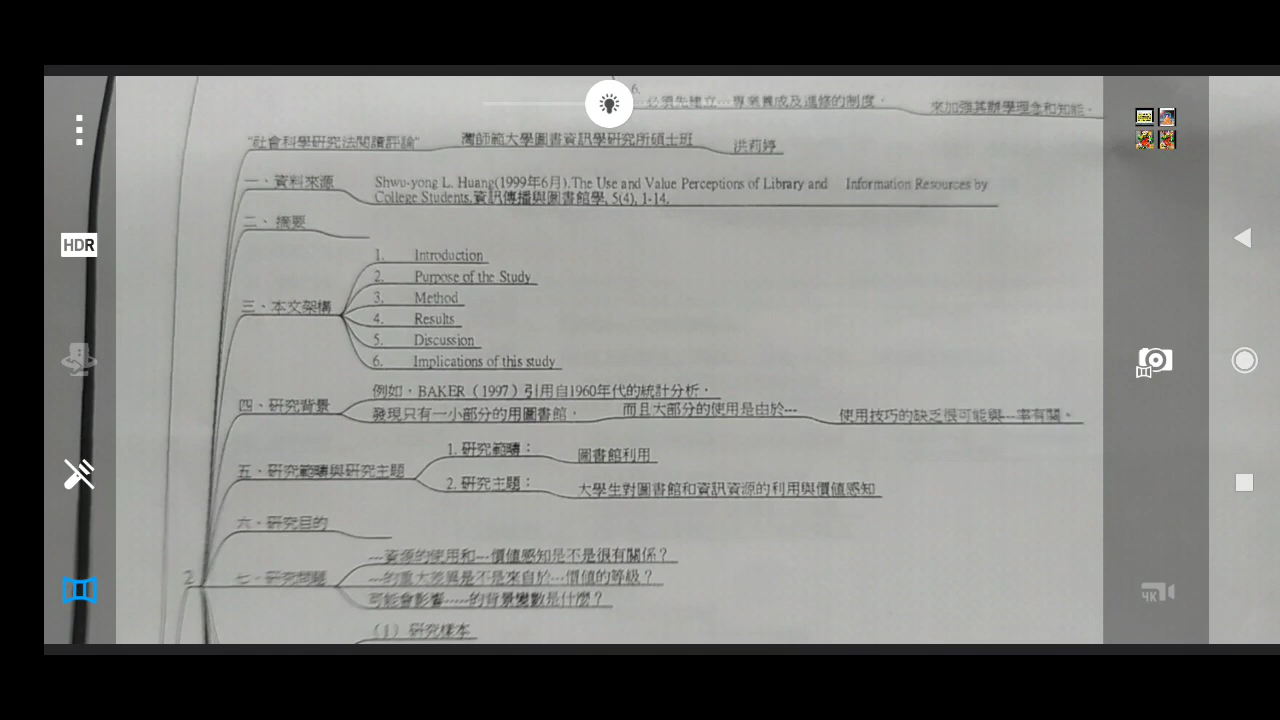 6.
必須先建立---專業養成及進修的制度， 來加強其辦學理念和知能。
"社會科學研究法閱讀評論" 灣師範大學圖書資訊學研究所碩士班 洪莉婷
一、資料來源 Shwu-yong L. Huang(1999年6月).The Use and Value Perceptions of Library and Information Resources by
College Students.資訊傳播與圖書館學, 5(4), 1-14.
二、摘要
三、本文架構
1. Introduction
2. Purpose of the Study
3. Method
4. Results
5. Discussion
6. Implications of this study
四、研究背景
例如，BAKER（1997）引用自1960年代的統計分析，
發現只有一小部分的用圖書館， 而且大部分的使用是由於--- 使用技巧的缺乏很可能與---率有關。
五、研究範疇與研究主題
1. 研究範疇： 圖書館利用
2. 研究主題： 大學生對圖書館和資訊資源的利用與價值感知
六、研究目的
2 七、研究問題
---資源的使用和---價值感知是不是很有關係？
---的重大差異是不是來自於---價值的等級？
可能會影響-----的背景變數是什麼？
（1）研究樣本
HDR
4K